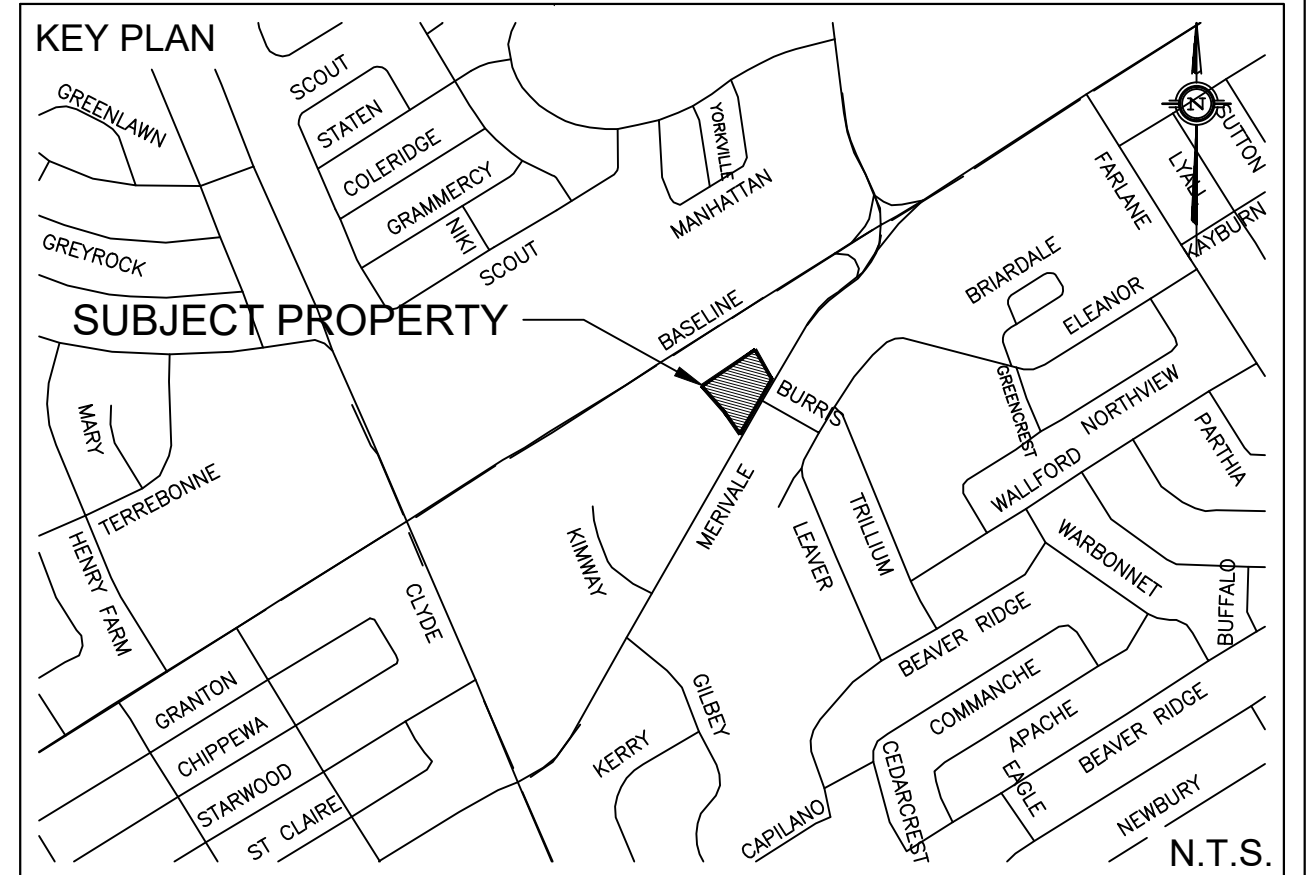 KEY PLAN
SCOUT
GREENLAWN
STATEN
YORKVILLE
N
SUTTON
COLERIDGE
LYALL
FARLANE
GRAMMERCY
MANHATTAN
NIKI
KAYBURN
GREYROCK
SCOUT
BRIARDALE
ELEANOR
SUBJECT PROPERTY
BASELINE
BURRIS
GREENCREST
NORTHVIEW
MARY
PARTHIA
WALLFORD
TERREBONNE
MERIVALE
TRILLIUM
LEAVER
KIMWAY
WARBONNET
HENRY FARM
CLYDE
BUFFALO
BEAVER RIDGE
GRANTON
GILBEY
COMMANCHE
CHIPPEWA
APACHE
BEAVER RIDGE
KERRY
STARWOOD
CEDARCREST
EAGLE
NEWBURY
ST CLAIRE
CAPILANO
N.T.S.